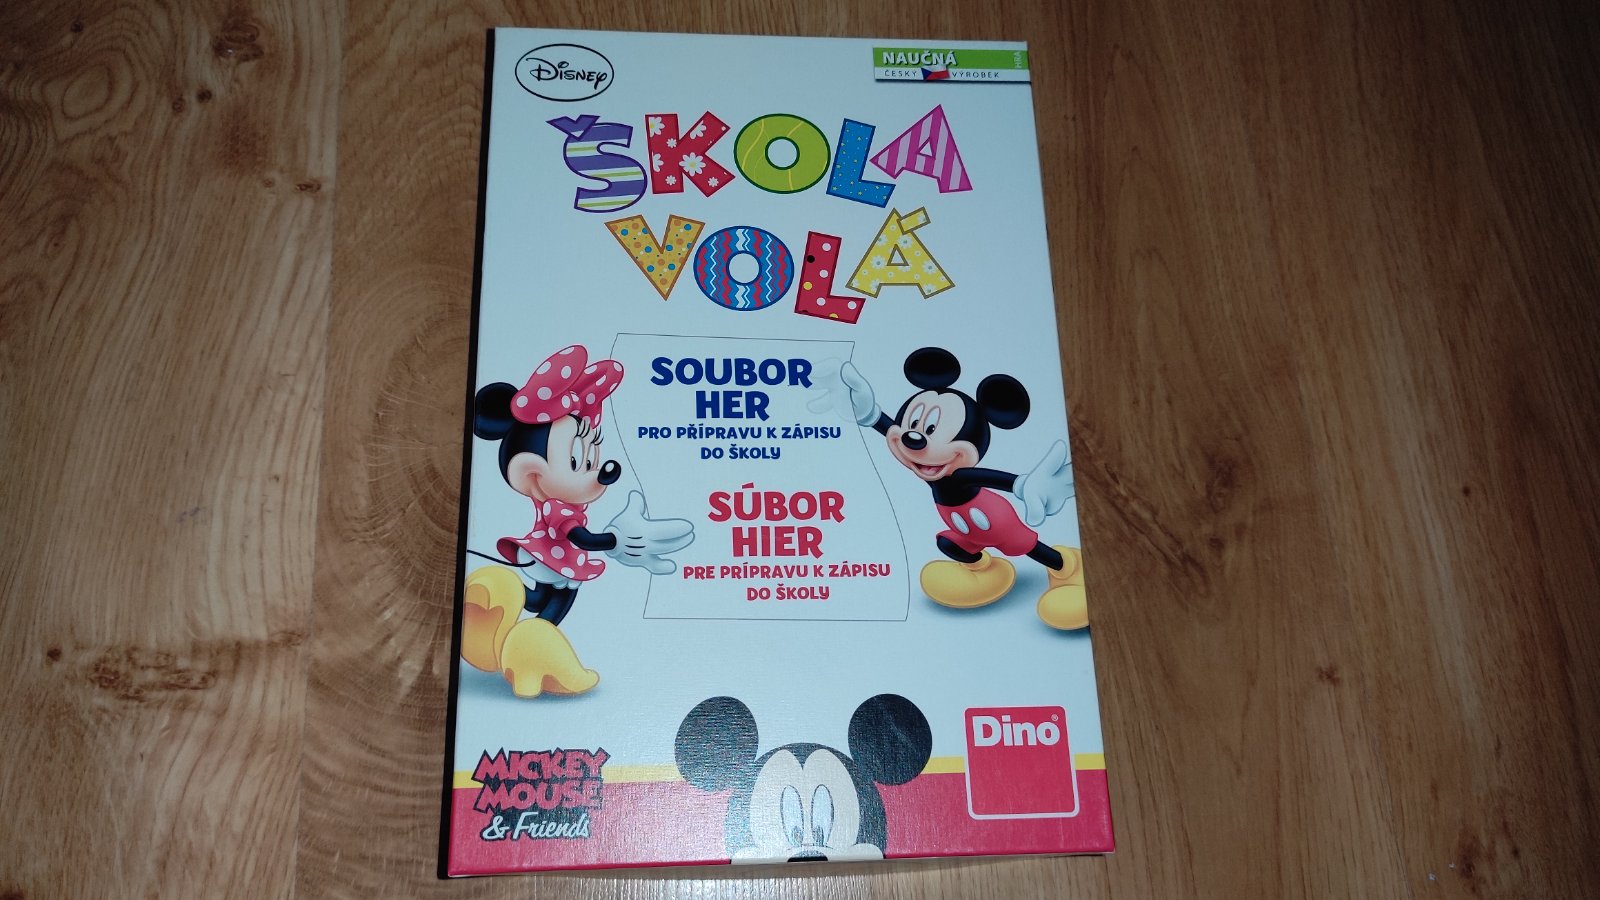 Disney
NAUČNÁ
HRA
ČESKÝ VÝROBEK
ŠKOLA
VOLÁ
SOUBOR
HER
PRO PŘÍPRAVU K ZÁPISU
DO ŠKOLY
SÚBOR
HIER
PRE PRÍPRAVU K ZÁPISU
DO ŠKOLY
Dino®
MICKEY
MOUSE
& Friends